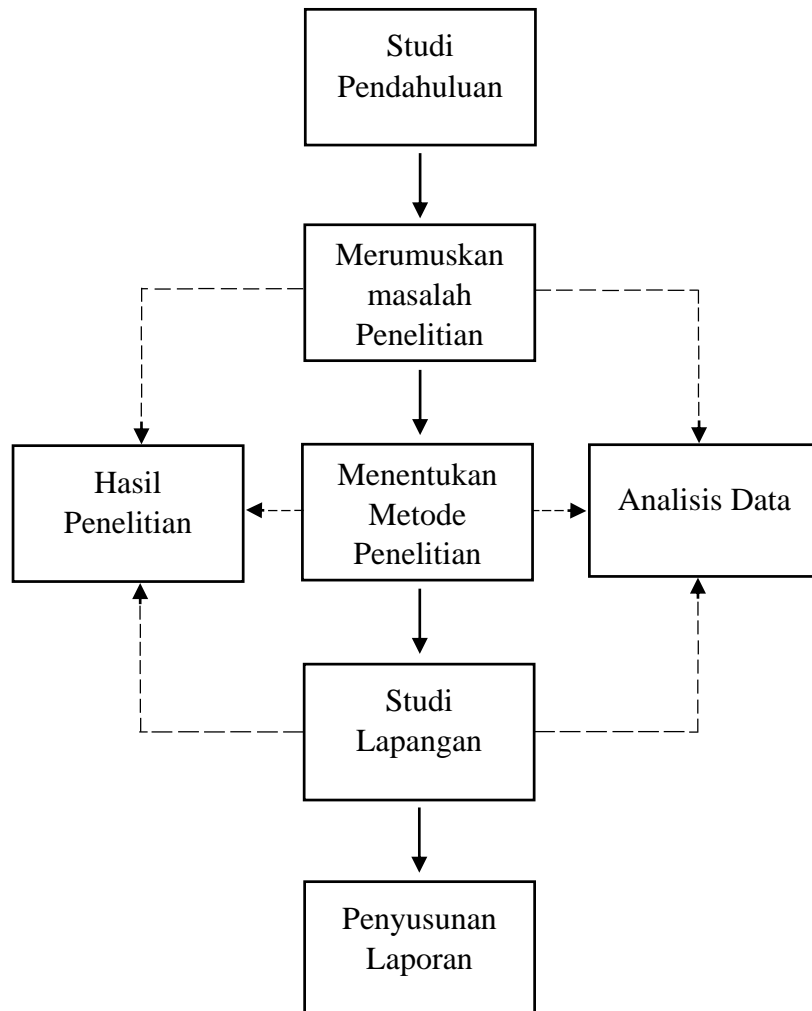 Studi
Pendahuluan
Merumuskan
masalah
Penelitian
Hasil
Penelitian
Menentukan
Metode
Penelitian
Analisis Data
Studi
Lapangan
Penyusunan
Laporan